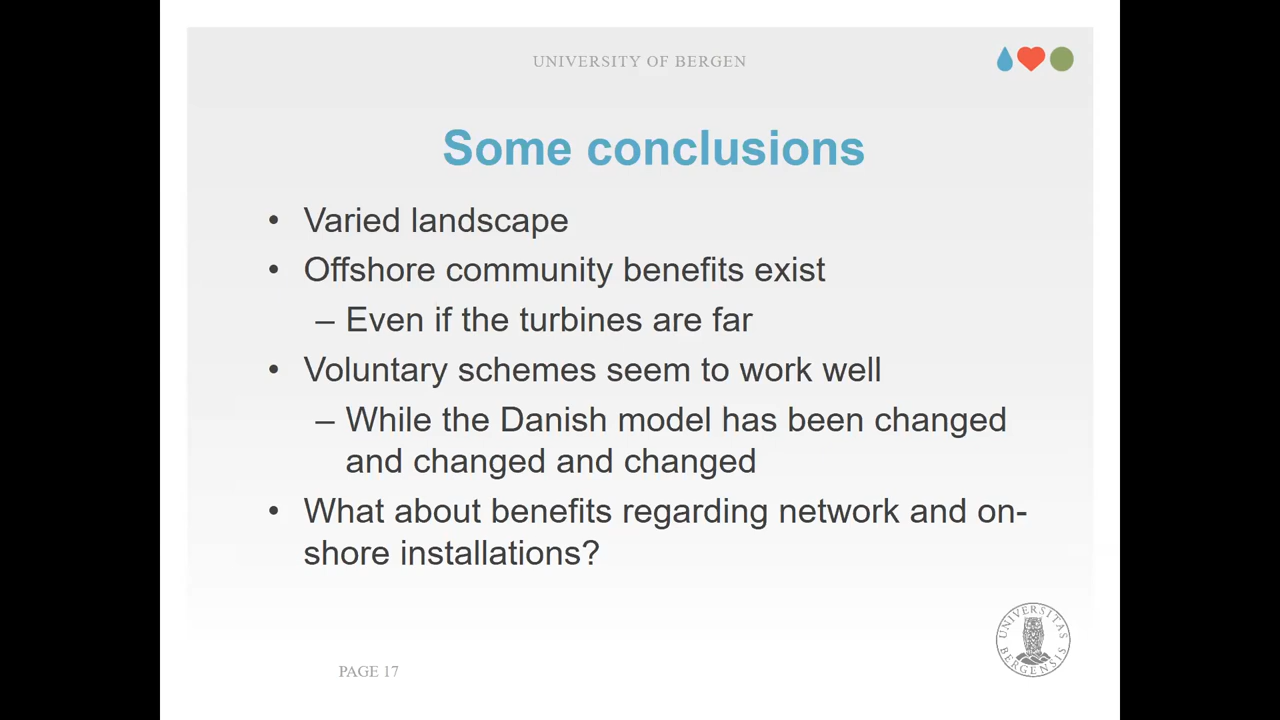 UNIVERSITY OF BERGEN
Some conclusions
• Varied landscape
• Offshore community benefits exist
– Even if the turbines are far
• Voluntary schemes seem to work well
– While the Danish model has been changed
and changed and changed
• What about benefits regarding network and on-
shore installations?
UNIVERSITAS
BERGENSIS
PAGE 17